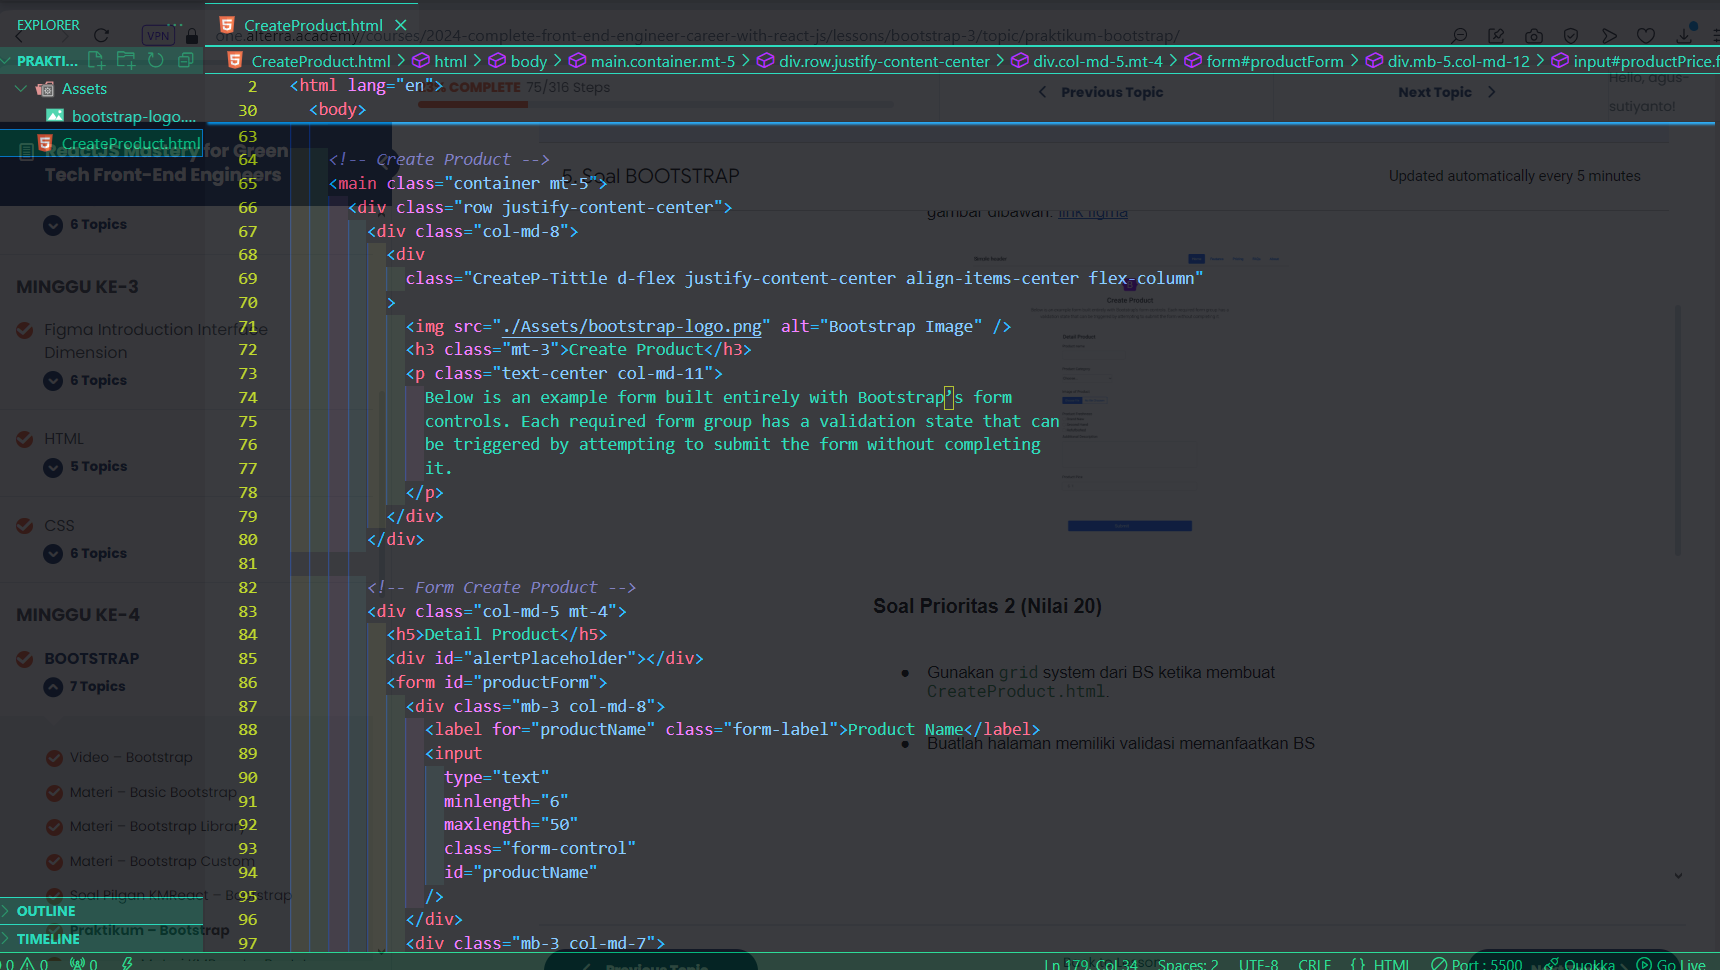 EXPLORER
CreateProduct.html
VPN
one.alterra.academy/courses/2024-complete-front-end-engineer-career-with-react-js/lessons/bootstrap-3/topic/praktikum-bootstrap/
PRAKTI...
CreateProduct.html > html > body > main.container.mt-5 > div.row.justify-content-center > div.col-md-5.mt-4 > form#productForm > div.mb-5.col-md-12 > input#productPrice.f
Assets
bootstrap-logo....
CreateProduct.html
2 <html lang="en">
COMPLETE 75/316 Steps
Previous Topic
Next Topic
Hello, agus-
sutiyanto!
30 <body>
63
ReactJS Mastery for Green
Tech Front-End Engineers
64 <!-- Create Product -->
65 <main class="container mt-5">
5. Soal BOOTSTRAP
Updated automatically every 5 minutes
66 <div class="row justify-content-center">
gambar dibawah. link figma
67 <div class="col-md-8">
68 <div
69 class="CreateP-Tittle d-flex justify-content-center align-items-center flex-column"
70 >
71 <img src="./Assets/bootstrap-logo.png" alt="Bootstrap Image" />
72 <h3 class="mt-3">Create Product</h3>
73 <p class="text-center col-md-11">
74 Below is an example form built entirely with Bootstrap’s form
75 controls. Each required form group has a validation state that can
76 be triggered by attempting to submit the form without completing
77 it.
78 </p>
79 </div>
80 </div>
81
82 <!-- Form Create Product -->
83 <div class="col-md-5 mt-4">
84 <h5>Detail Product</h5>
85 <div id="alertPlaceholder"></div>
86 <form id="productForm">
87 <div class="mb-3 col-md-8">
88 <label for="productName" class="form-label">Product Name</label>
89 <input
90 type="text"
91 minlength="6"
92 maxlength="50"
93 class="form-control"
94 id="productName"
95 />
96 </div>
97 <div class="mb-3 col-md-7">
6 Topics
MINGGU KE-3
Figma Introduction Interface
Dimension
6 Topics
HTML
5 Topics
CSS
6 Topics
MINGGU KE-4
BOOTSTRAP
7 Topics
Video – Bootstrap
Materi – Basic Bootstrap
Materi – Bootstrap Library
Materi – Bootstrap Custom
Soal Pilgan KMReact – Bootstrap
Praktikum – Bootstrap
Create Product
Detail Product
Soal Prioritas 2 (Nilai 20)
Gunakan grid system dari BS ketika membuat
CreateProduct.html.
Buatlah halaman memiliki validasi memanfaatkan BS
OUTLINE
TIMELINE
Previous Topic
0 0 0
Ln 179, Col 34 Spaces: 2 UTF-8 CRLF {} HTML Port : 5500 Quokka Go Live